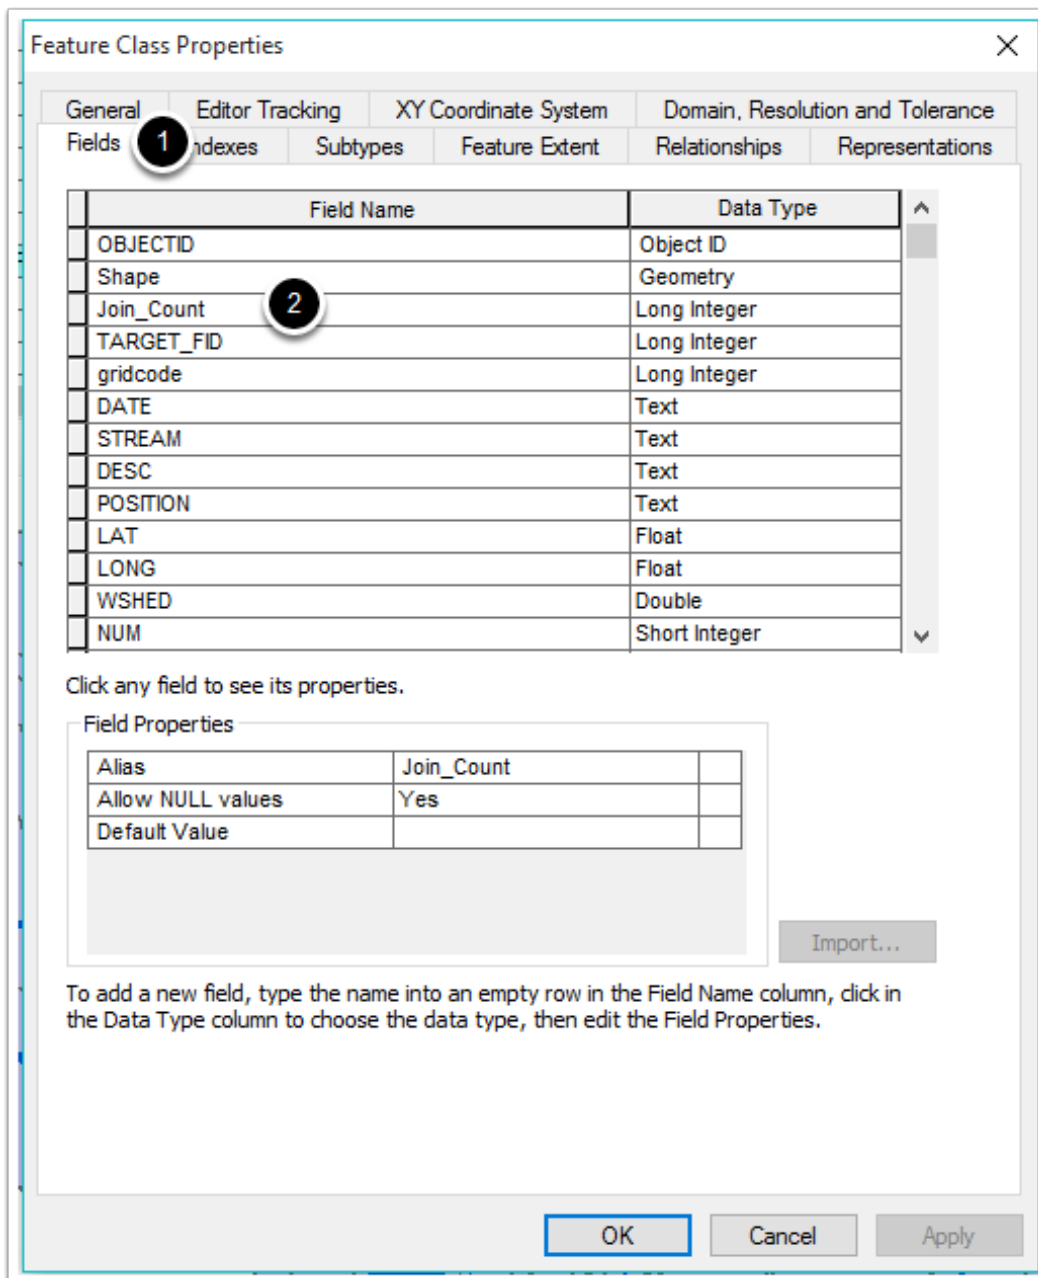 Feature Class Properties
General Editor Tracking XY Coordinate System Domain, Resolution and Tolerance
Fields 1 ndexes Subtypes Feature Extent Relationships Representations
Field Name Data Type
OBJECTID Object ID
Shape Geometry
2
Join_Count Long Integer
TARGET_FID Long Integer
gridcode Long Integer
DATE Text
STREAM Text
DESC Text
POSITION Text
LAT Float
LONG Float
WSHED Double
NUM Short Integer
Click any field to see its properties.
Field Properties
Alias Join_Count
Allow NULL values Yes
Default Value
Import...
To add a new field, type the name into an empty row in the Field Name column, click in
the Data Type column to choose the data type, then edit the Field Properties.
OK Cancel Apply